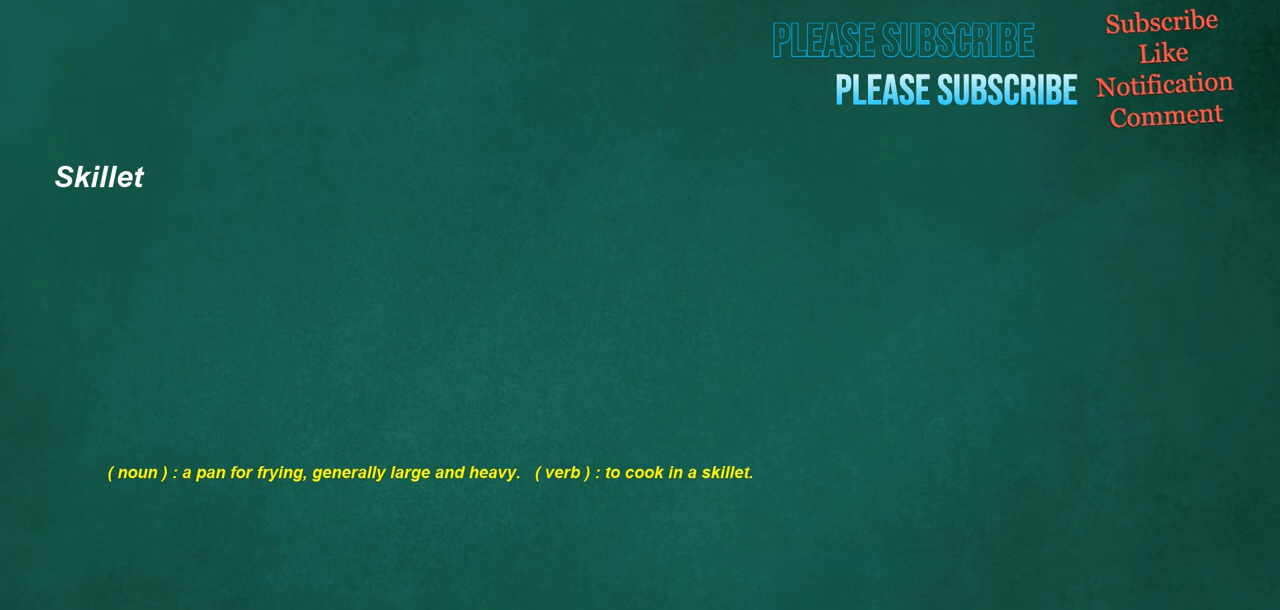 PLEASE SUBSCRIBE
PLEASE SUBSCRIBE
Subscribe
Like
Notification
Comment
Skillet
( noun ) : a pan for frying, generally large and heavy.   ( verb ) : to cook in a skillet.